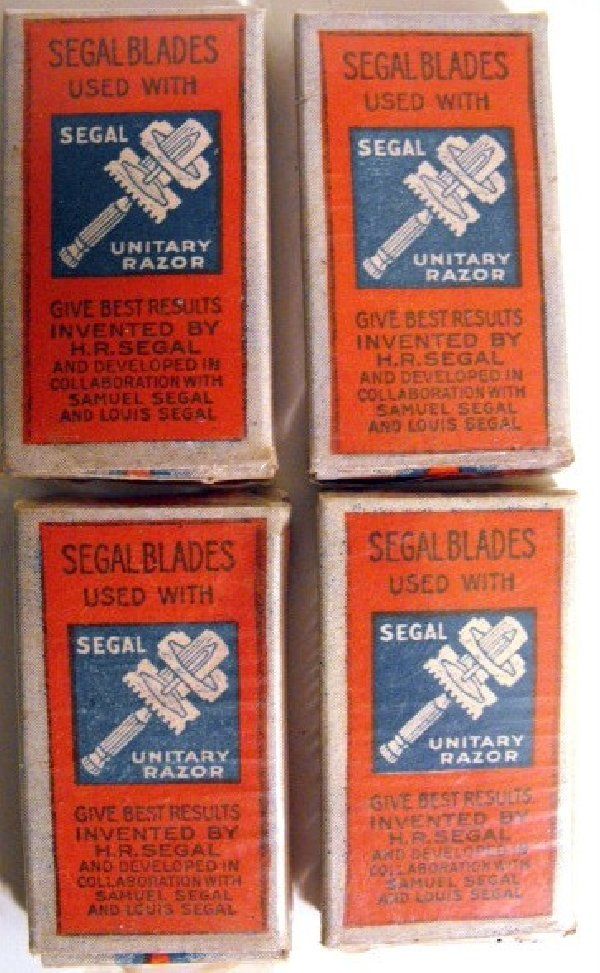 SEGAL BLADES
USED WITH
SEGAL
UNITARY
RAZOR
GIVE BEST RESULTS
INVENTED BY
H.R. SEGAL
AND DEVELOPED IN
COLLABORATION WITH
SAMUEL SEGAL
AND LOUIS SEGAL
SEGAL BLADES
USED WITH
SEGAL
UNITARY
RAZOR
GIVE BEST RESULTS
INVENTED BY
H.R. SEGAL
AND DEVELOPED IN
COLLABORATION WITH
SAMUEL SEGAL
AND LOUIS SEGAL
SEGAL BLADES
USED WITH
SEGAL
UNITARY
RAZOR
GIVE BEST RESULTS
INVENTED BY
H.R. SEGAL
AND DEVELOPED IN
COLLABORATION WITH
SAMUEL SEGAL
AND LOUIS SEGAL
SEGAL BLADES
USED WITH
SEGAL
UNITARY
RAZOR
GIVE BEST RESULTS
INVENTED BY
H.R. SEGAL
AND DEVELOPED IN
COLLABORATION WITH
SAMUEL SEGAL
AND LOUIS SEGAL